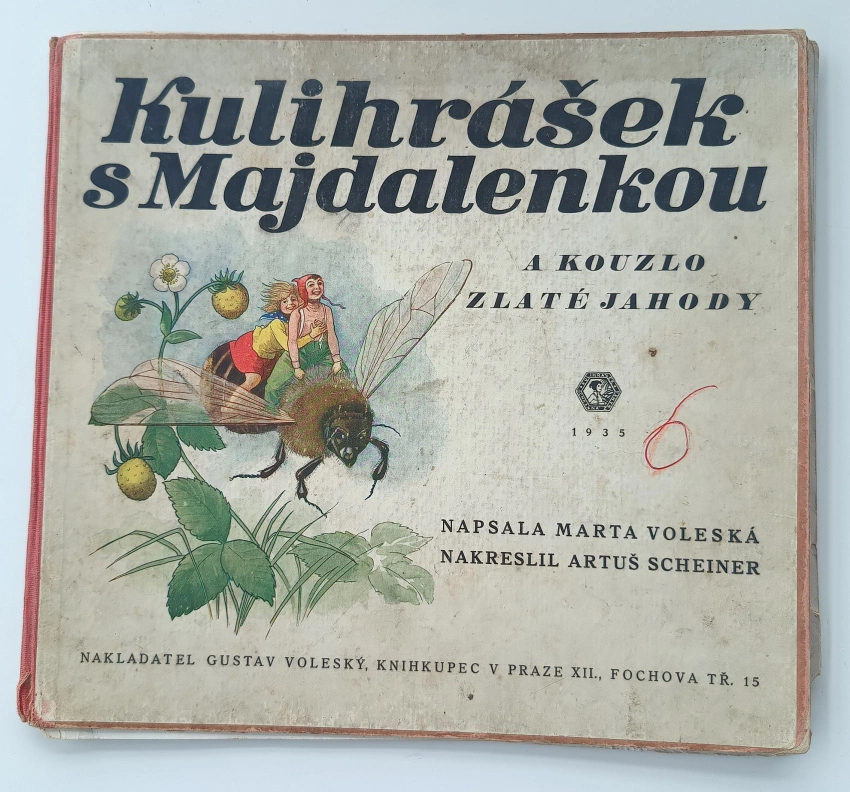 Kulihrášek
s Majdalenkou
A KOUZLO
ZLATÉ JAHODY
1935
6
NAPSALA MARTA VOLESKÁ
NAKRESLIL ARTUŠ SCHEINER
NAKLADATEL GUSTAV VOLESKÝ, KNIHKUPEC V PRAZE XII., FOCHOVA TŘ. 15